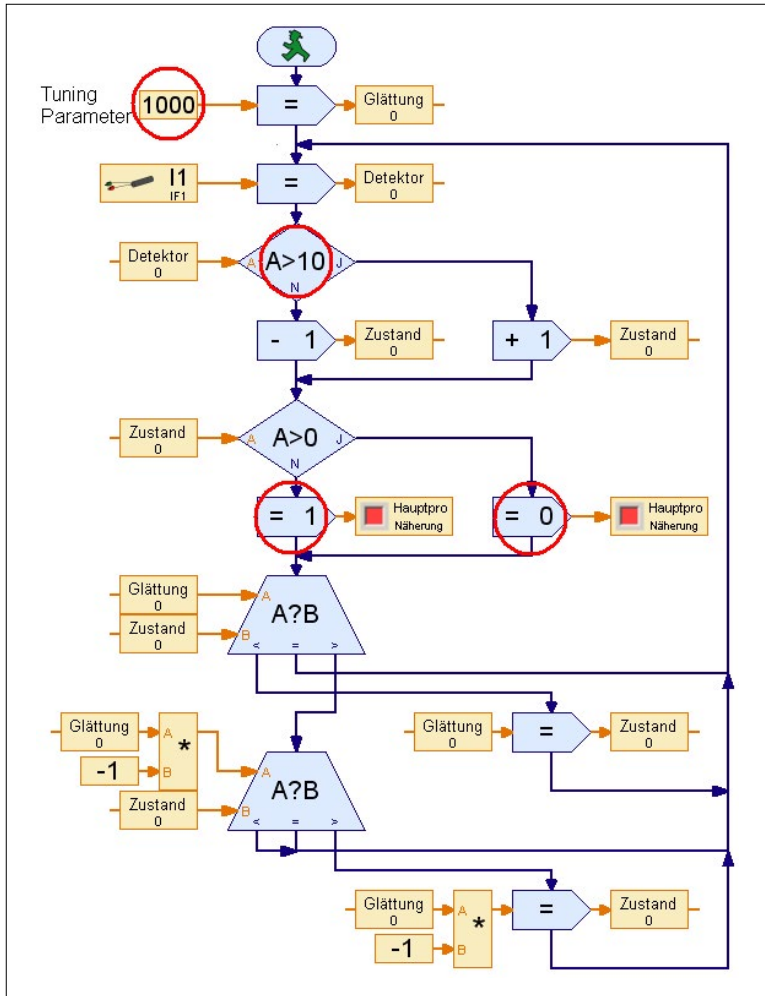 Tuning
Parameter
1000
=
Glättung
0
I1
IF1
=
Detektor
0
Detektor
0
A
A>10
J
N
- 1
Zustand
0
+ 1
Zustand
0
Zustand
0
A
A>0
J
N
= 1
Hauptpro
Näherung
= 0
Hauptpro
Näherung
Glättung
0
A
A?B
Zustand
0
B
< = >
Glättung
0
=
Zustand
0
Glättung
0
A
*
-1
B
A
A?B
Zustand
0
B
< = >
Glättung
0
A
*
-1
B
=
Zustand
0